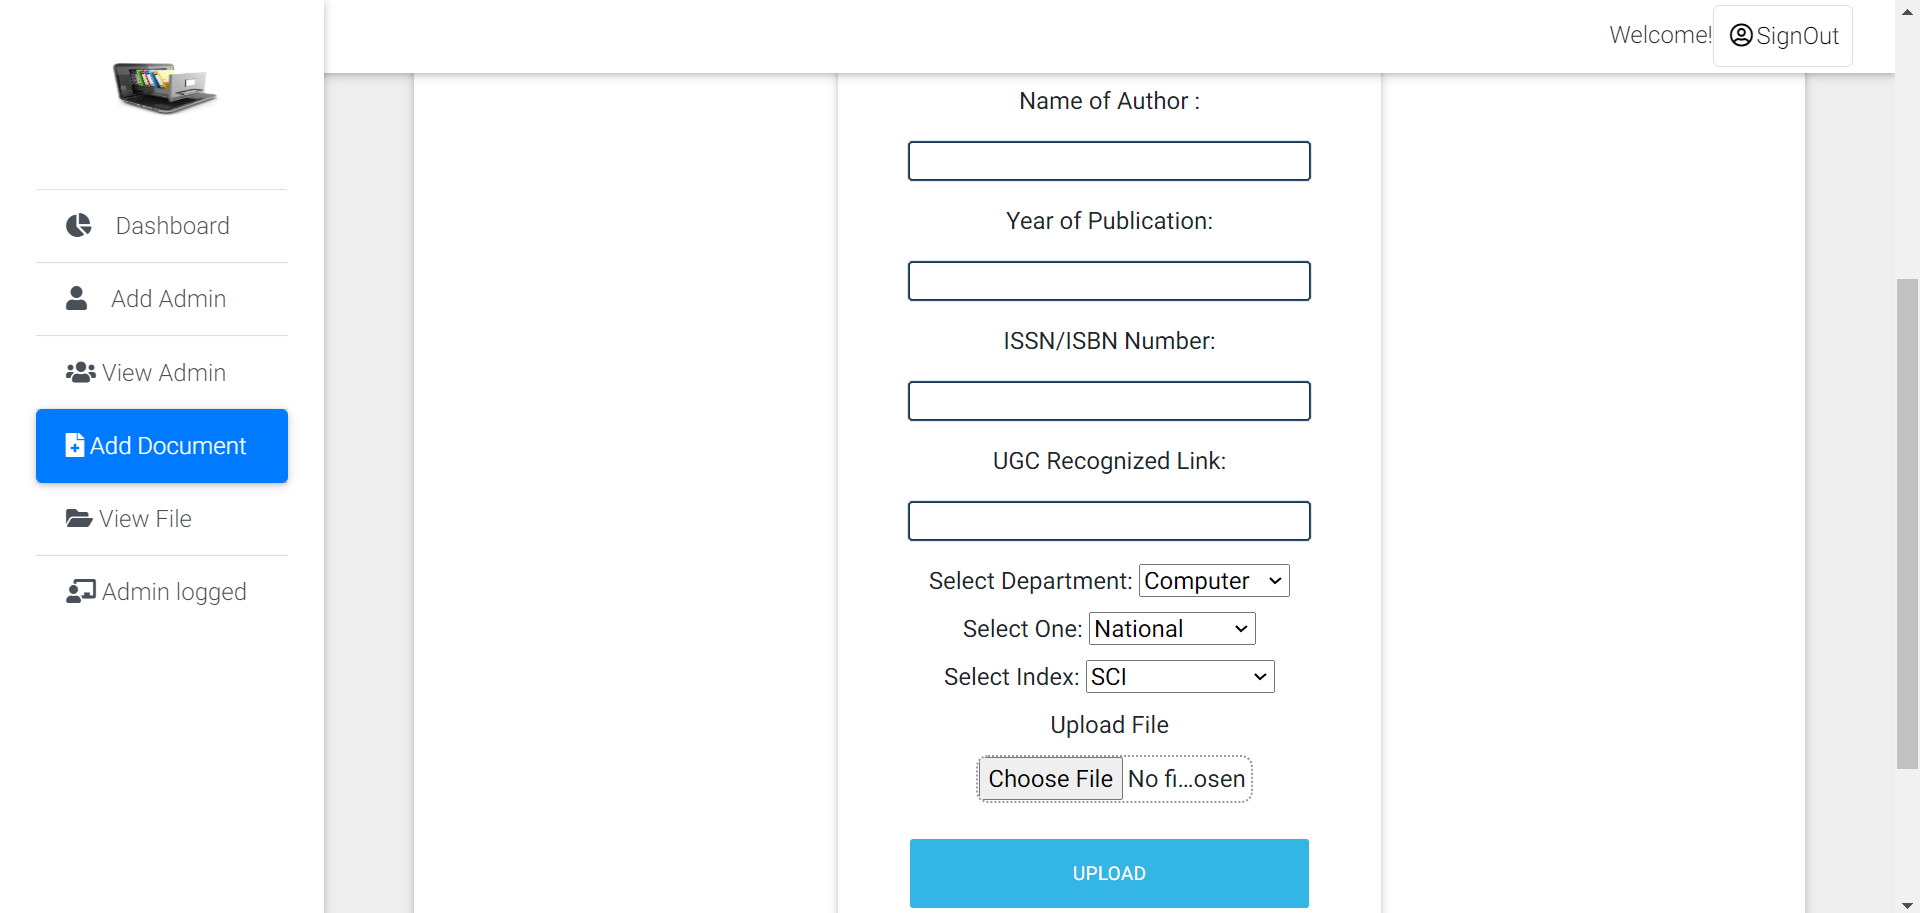 Welcome!
SignOut
Dashboard
Add Admin
View Admin
Add Document
View File
Admin logged
Name of Author :
Year of Publication:
ISSN/ISBN Number:
UGC Recognized Link:
Select Department: Computer
Select One: National
Select Index: SCI
Upload File
Choose File No fi...osen
UPLOAD